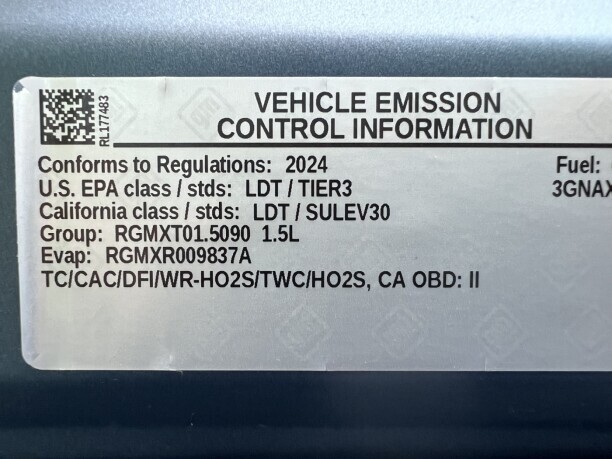 RL177483
VEHICLE EMISSION
CONTROL INFORMATION
Conforms to Regulations: 2024
Fuel:
U.S. EPA class / stds: LDT / TIER3
3GNAX
California class / stds: LDT / SULEV30
Group: RGMXT01.5090 1.5L
Evap: RGMXR009837A
TC/CAC/DFI/WR-HO2S/TWC/HO2S, CA OBD: II